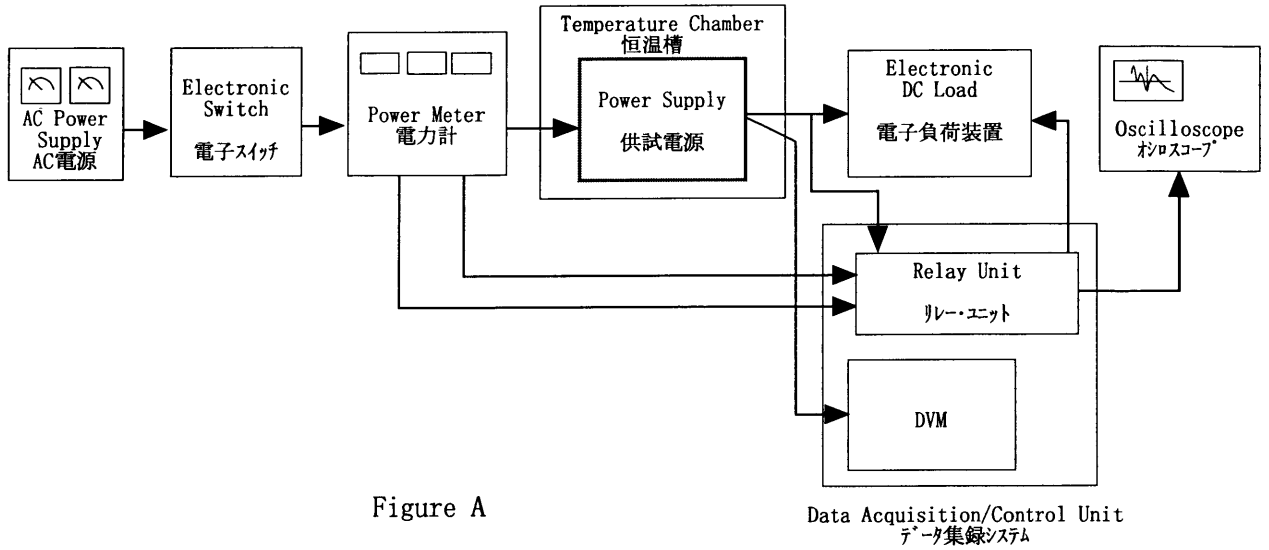 AC Power
Supply
AC電源
Electronic
Switch
電子スイッチ
Power Meter
電力計
Temperature Chamber
恒温槽
Power Supply
供試電源
Electronic
DC Load
電子負荷装置
Oscilloscope
オシロスコープ
Relay Unit
リレー・ユニット
DVM
Data Acquisition/Control Unit
データ集録システム
Figure A